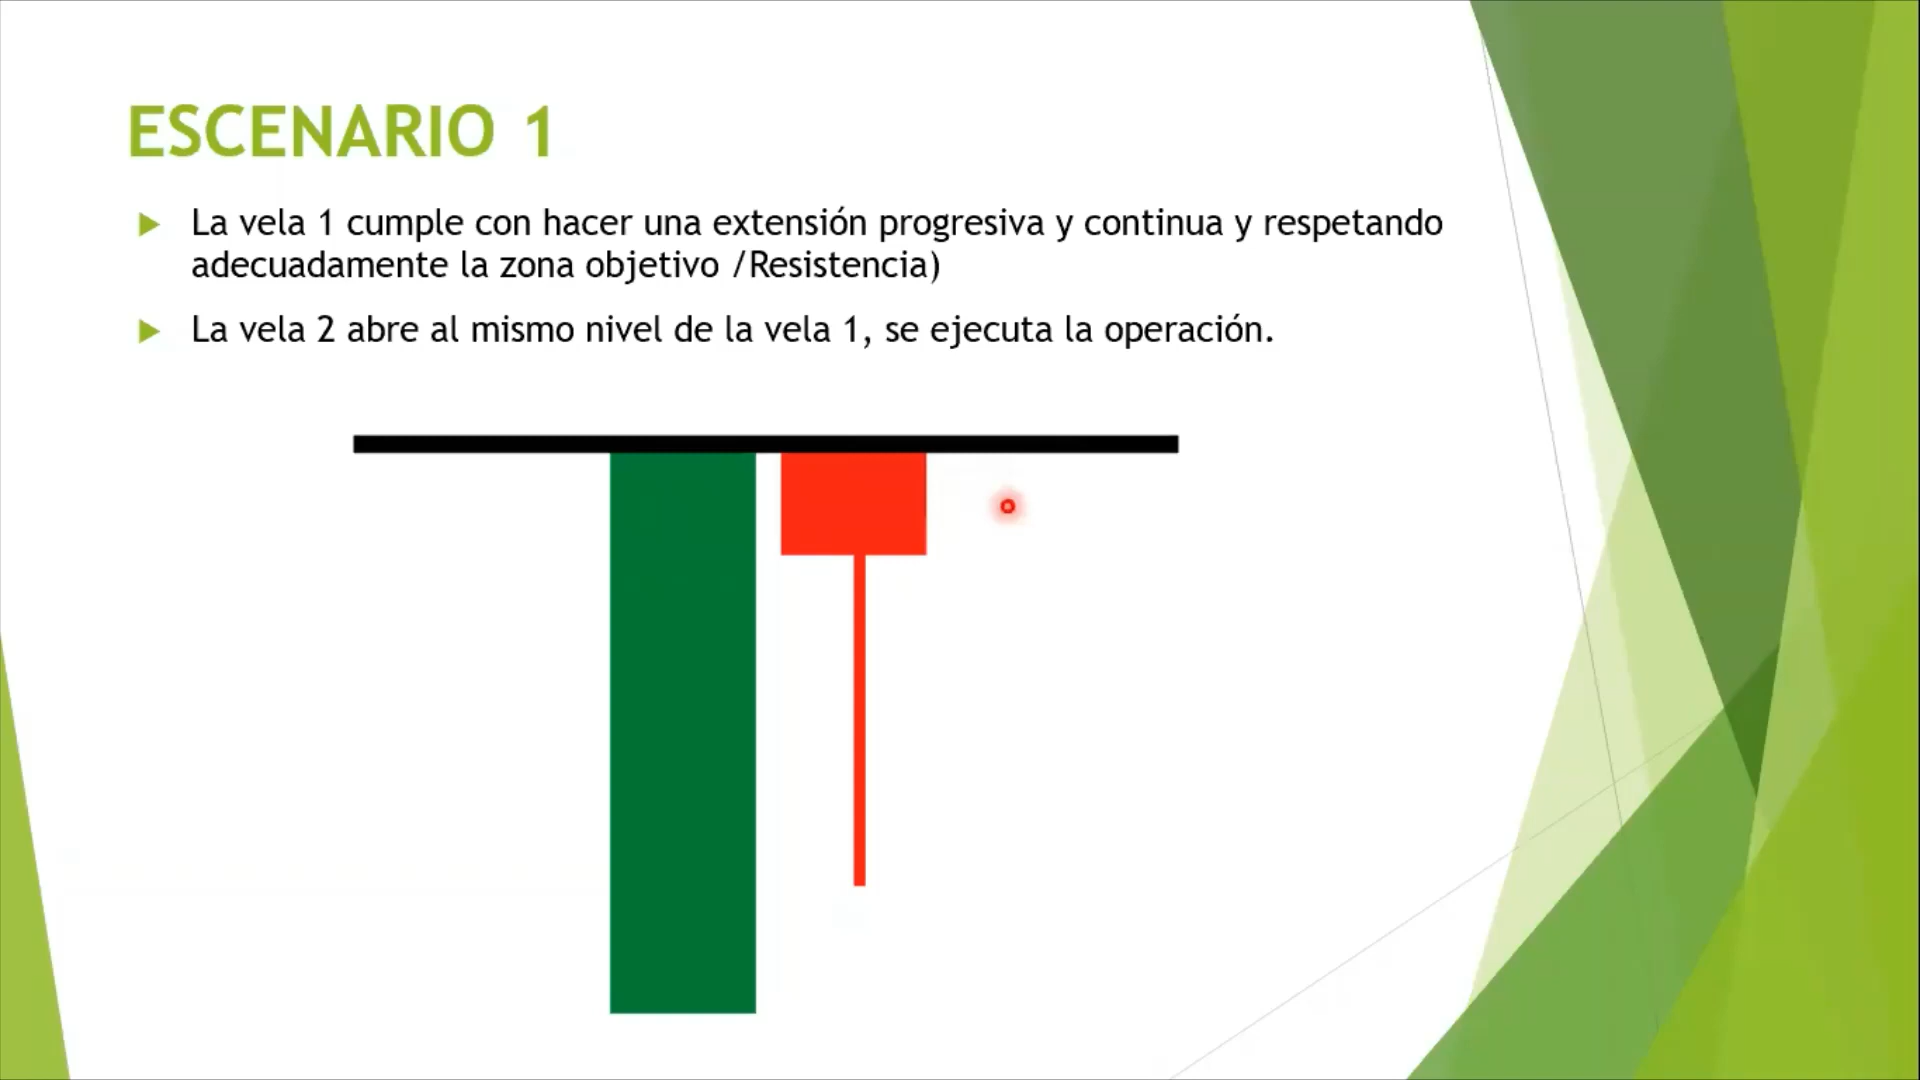 ESCENARIO 1
La vela 1 cumple con hacer una extensión progresiva y continua y respetando
adecuadamente la zona objetivo /Resistencia)
La vela 2 abre al mismo nivel de la vela 1, se ejecuta la operación.